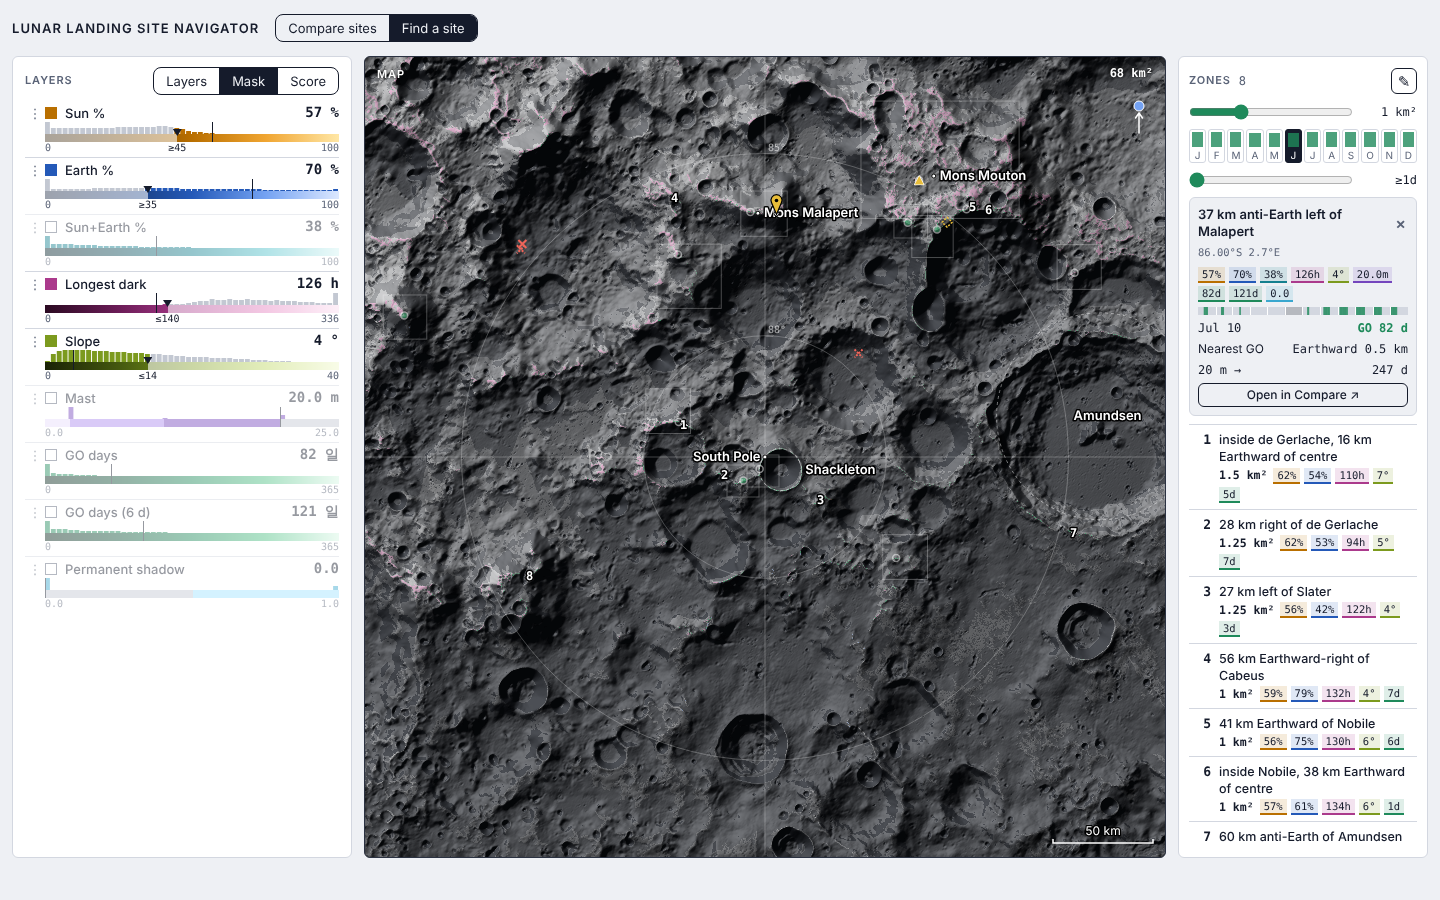 LUNAR LANDING SITE NAVIGATOR
Compare sites
Find a site
LAYERS
Layers
Mask
Score
Sun %
57 %
0
≥45
100
Earth %
70 %
0
≥35
100
Sun+Earth %
38 %
0
100
Longest dark
126 h
0
≤140
336
Slope
4 °
0
≤14
40
Mast
20.0 m
0.0
25.0
GO days
82 일
0
365
GO days (6 d)
121 일
0
365
Permanent shadow
0.0
0.0
1.0
MAP
68 km²
85°
Mons Mouton
4
5
6
Mons Malapert
88°
Amundsen
1
South Pole
Shackleton
2
3
7
8
50 km
ZONES 8
✎
1 km²
J F M A M J J A S O N D
≥1d
37 km anti-Earth left of
Malapert
×
86.00°S 2.7°E
57% 70% 38% 126h 4° 20.0m
82d 121d 0.0
Jul 10
GO 82 d
Nearest GO
Earthward 0.5 km
20 m →
247 d
Open in Compare ↗
1 inside de Gerlache, 16 km
Earthward of centre
1.5 km² 62% 54% 110h 7°
5d
2 28 km right of de Gerlache
1.25 km² 62% 53% 94h 5°
7d
3 27 km left of Slater
1.25 km² 56% 42% 122h 4°
3d
4 56 km Earthward-right of
Cabeus
1 km² 59% 79% 132h 4° 7d
5 41 km Earthward of Nobile
1 km² 56% 75% 130h 6° 6d
6 inside Nobile, 38 km Earthward
of centre
1 km² 57% 61% 134h 6° 1d
7 60 km anti-Earth of Amundsen